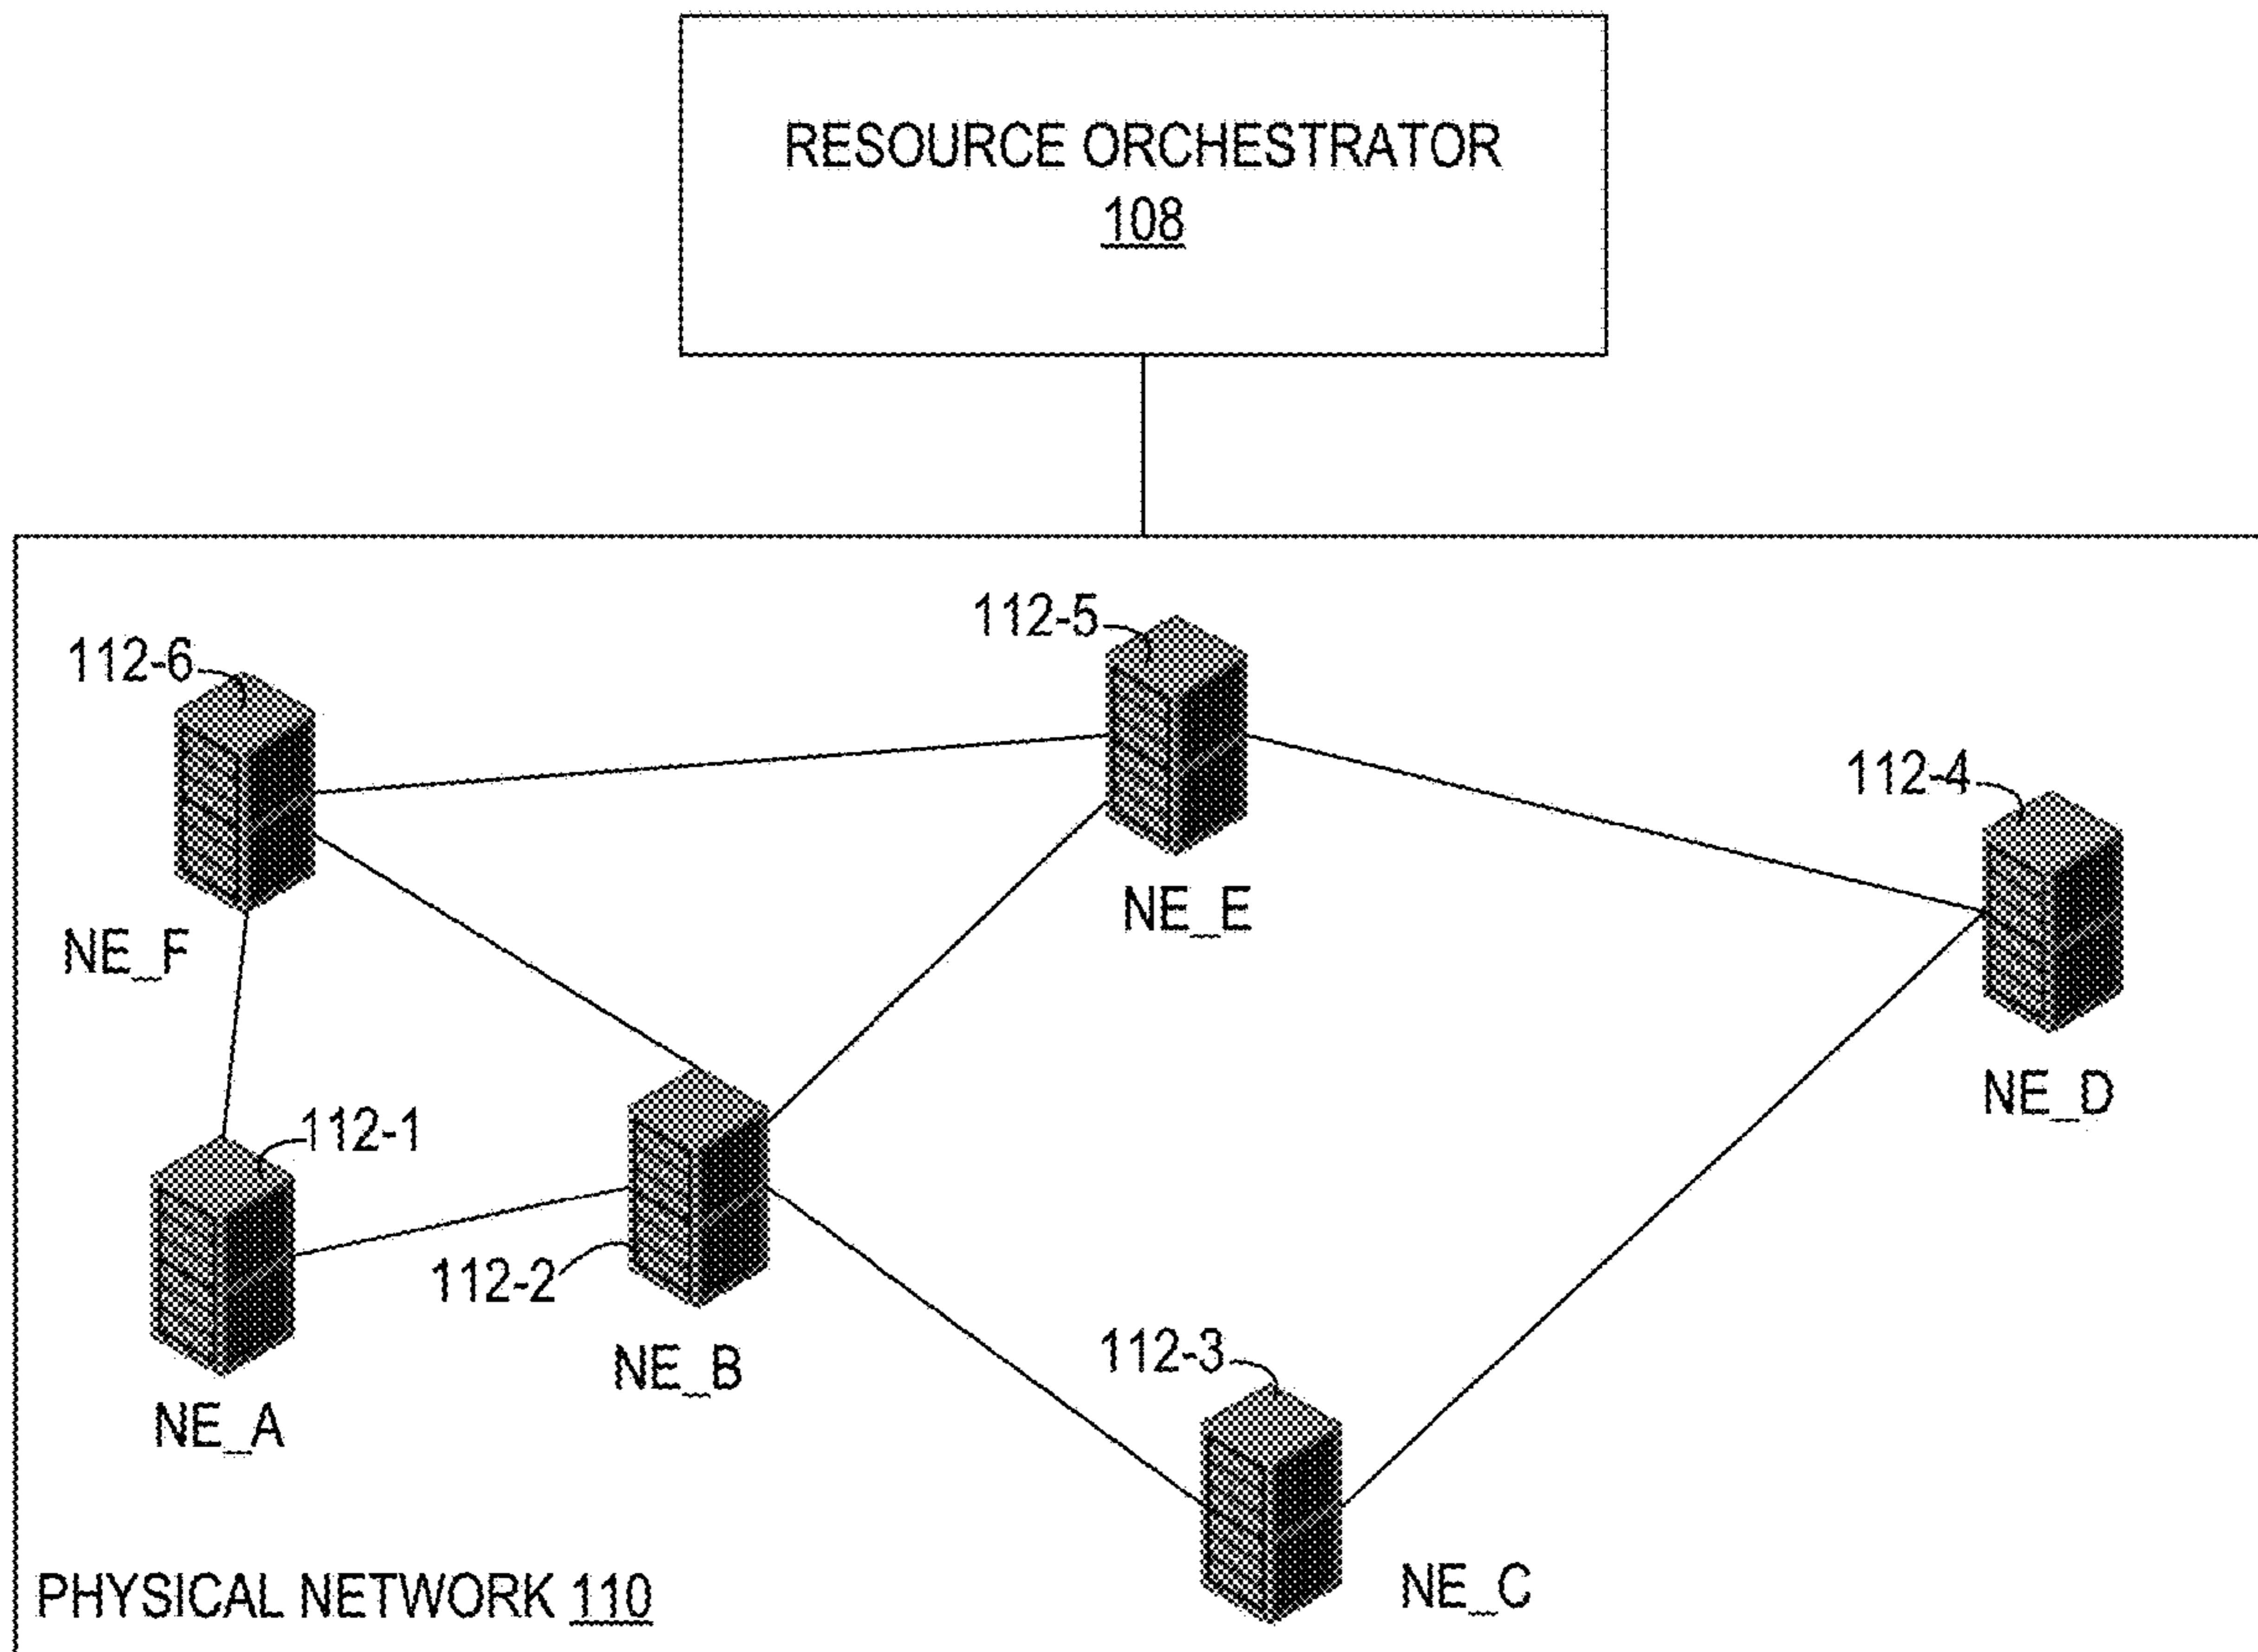 RESOURCE ORCHESTRATOR
108
112-5
112-6
112-4
NE_E
NE_F
NE_D
112-1
112-2
112-3
NE_B
NE_A
NE_C
PHYSICAL NETWORK 110